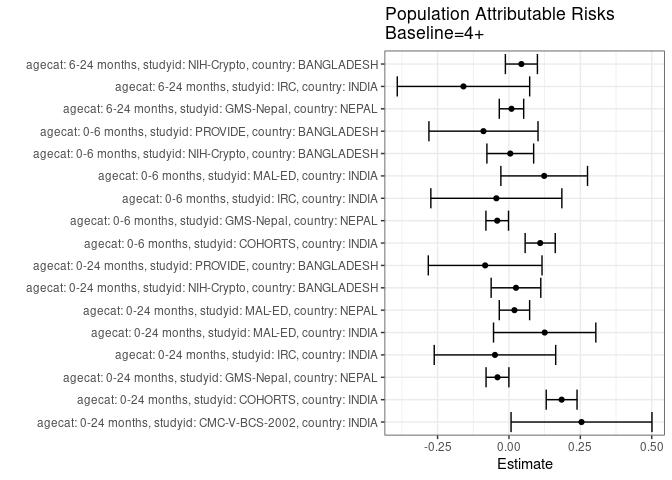 Population Attributable Risks
Baseline=4+
agecat: 6-24 months, studyid: NIH-Crypto, country: BANGLADESH
agecat: 6-24 months, studyid: IRC, country: INDIA
agecat: 6-24 months, studyid: GMS-Nepal, country: NEPAL
agecat: 0-6 months, studyid: PROVIDE, country: BANGLADESH
agecat: 0-6 months, studyid: NIH-Crypto, country: BANGLADESH
agecat: 0-6 months, studyid: MAL-ED, country: INDIA
agecat: 0-6 months, studyid: IRC, country: INDIA
agecat: 0-6 months, studyid: GMS-Nepal, country: NEPAL
agecat: 0-6 months, studyid: COHORTS, country: INDIA
agecat: 0-24 months, studyid: PROVIDE, country: BANGLADESH
agecat: 0-24 months, studyid: NIH-Crypto, country: BANGLADESH
agecat: 0-24 months, studyid: MAL-ED, country: NEPAL
agecat: 0-24 months, studyid: MAL-ED, country: INDIA
agecat: 0-24 months, studyid: IRC, country: INDIA
agecat: 0-24 months, studyid: GMS-Nepal, country: NEPAL
agecat: 0-24 months, studyid: COHORTS, country: INDIA
agecat: 0-24 months, studyid: CMC-V-BCS-2002, country: INDIA
-0.25 0.00 0.25 0.50
Estimate